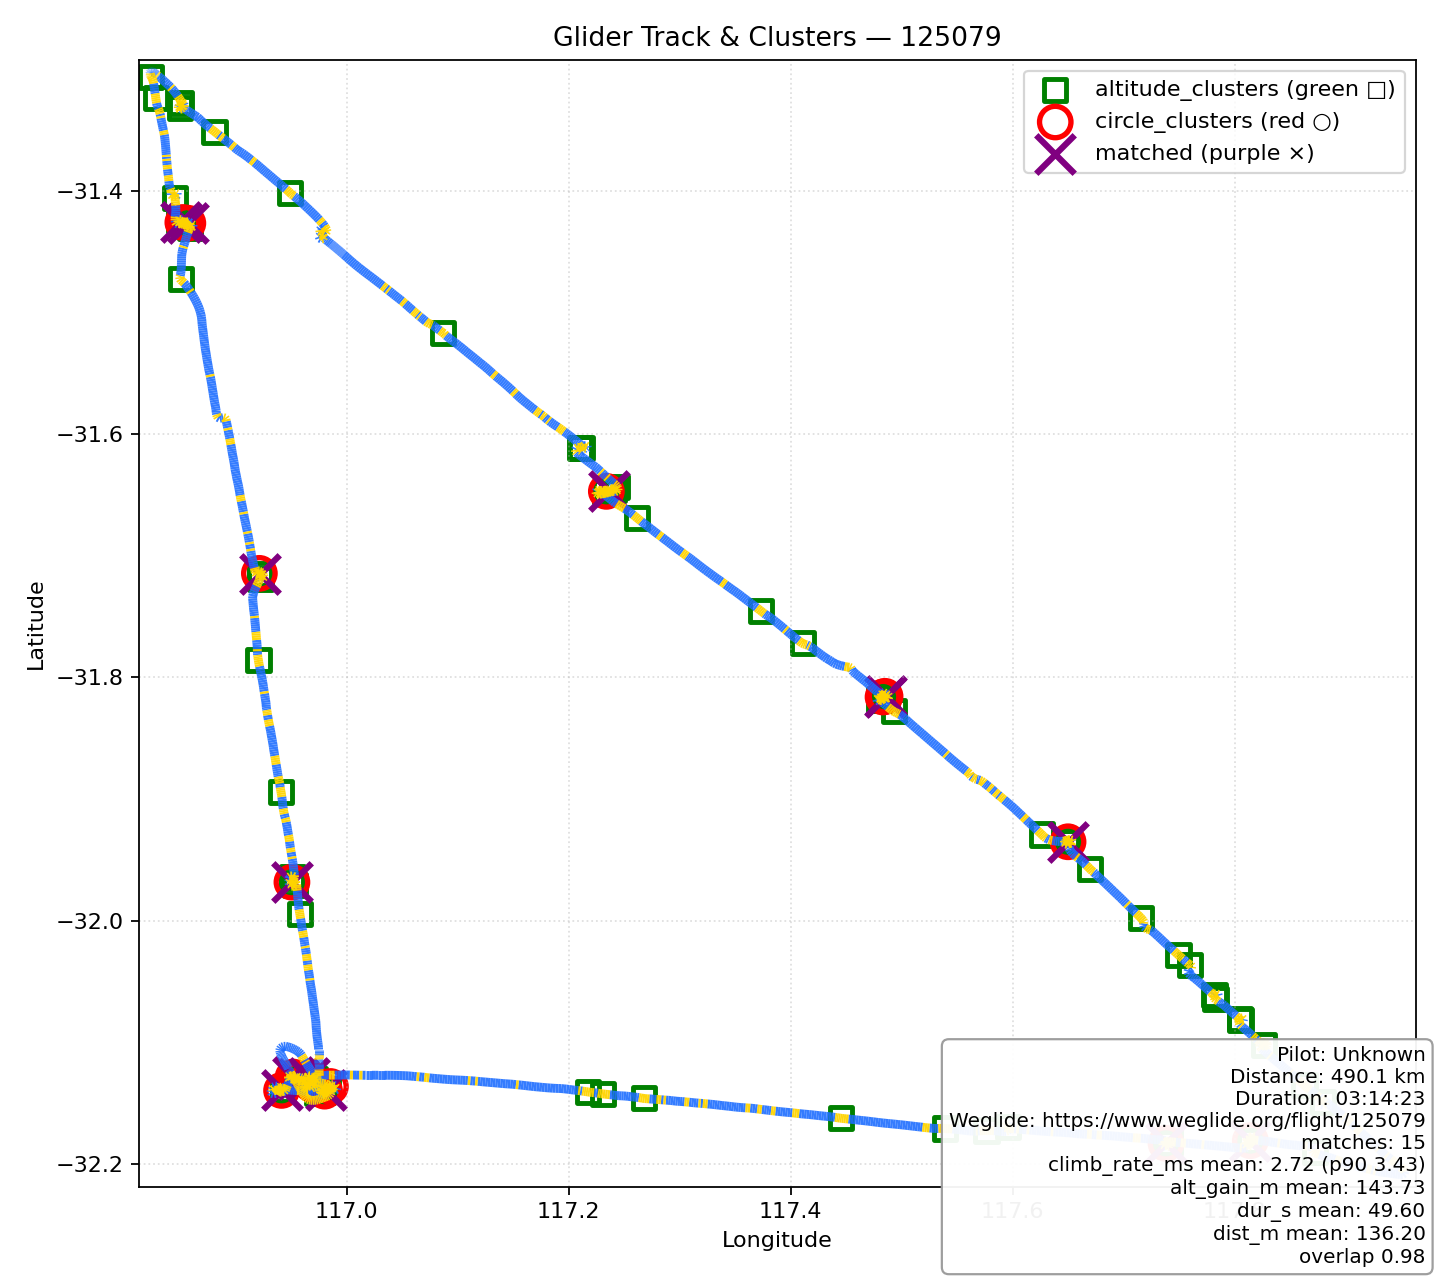 Glider Track & Clusters — 125079
altitude_clusters (green □)
circle_clusters (red ○)
matched (purple ×)
−31.4
−31.6
−31.8
−32.0
−32.2
Latitude
117.0
117.2
117.4
117.6
Longitude
Pilot: Unknown
Distance: 490.1 km
Duration: 03:14:23
Weglide: https://www.weglide.org/flight/125079
matches: 15
climb_rate_ms mean: 2.72 (p90 3.43)
alt_gain_m mean: 143.73
dur_s mean: 49.60
dist_m mean: 136.20
overlap 0.98